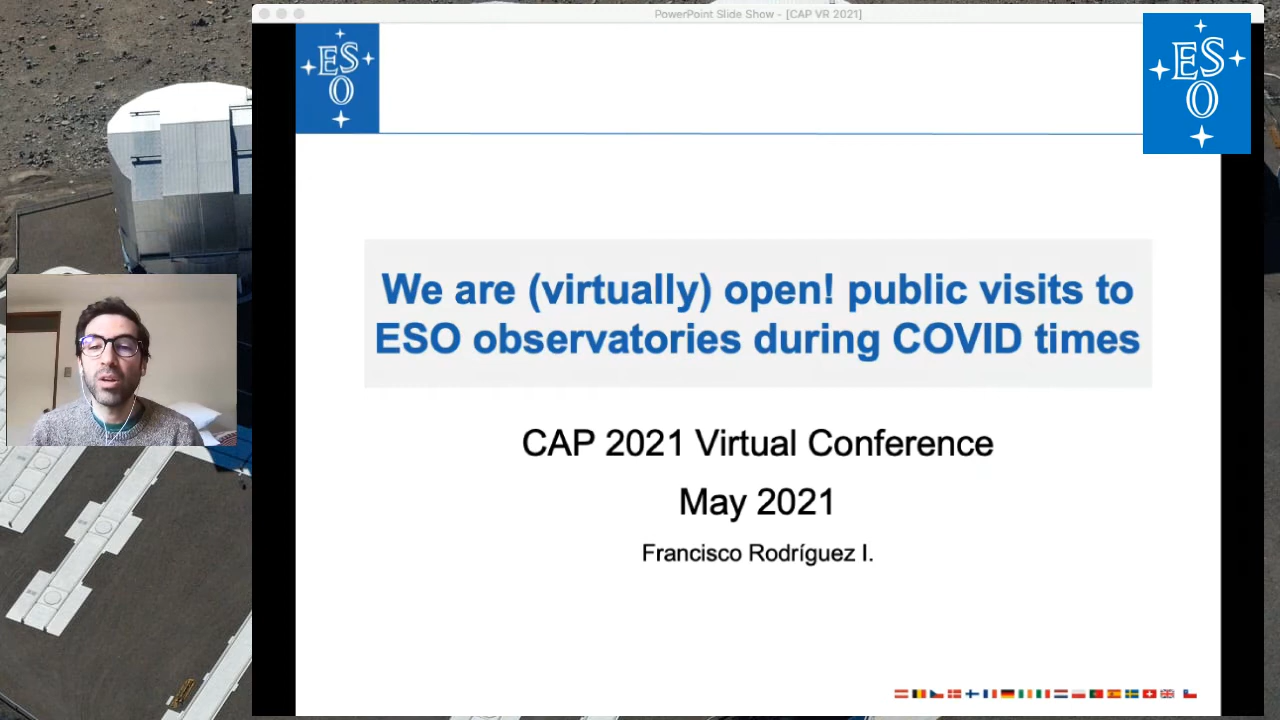 PowerPoint Slide Show - [CAP VR 2021]
ESO
ESO
We are (virtually) open! public visits to
ESO observatories during COVID times
CAP 2021 Virtual Conference
May 2021
Francisco Rodríguez I.